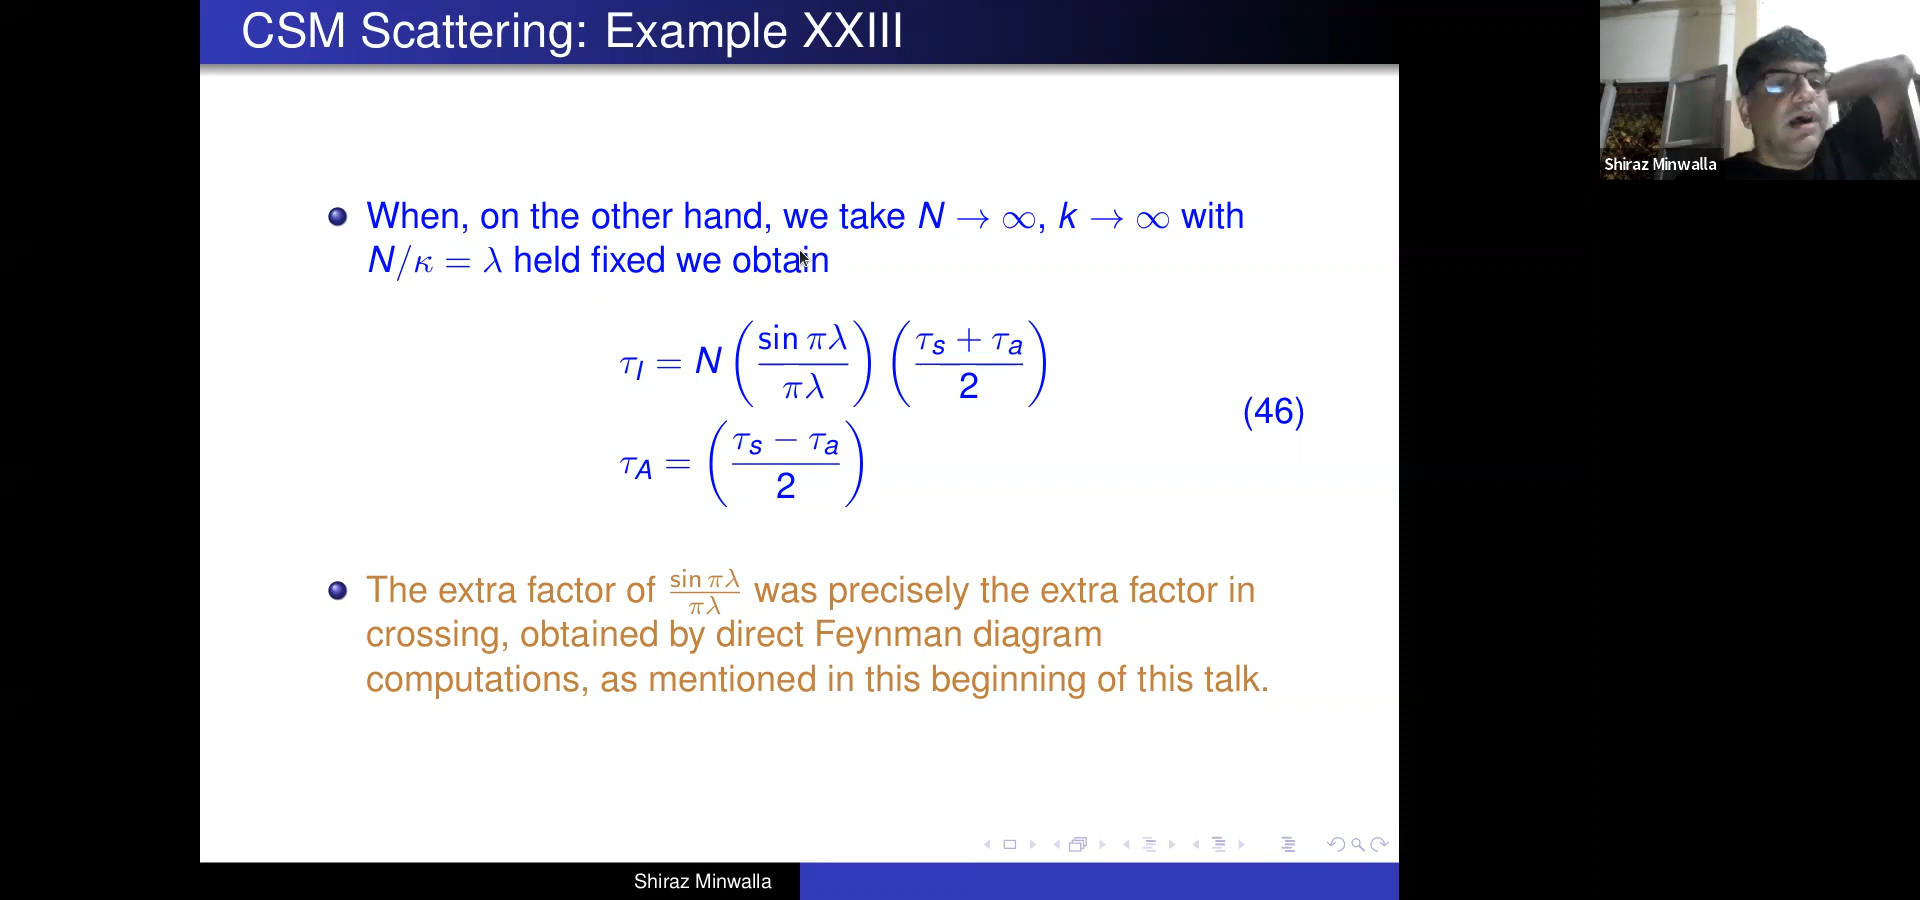 CSM Scattering: Example XXIII
Shiraz Minwalla
When, on the other hand, we take N → ∞, k → ∞ with
N/κ = λ held fixed we obtain
τ_I = N (sin πλ / πλ) (τ_s + τ_a / 2)
(46)
τ_A = (τ_s − τ_a / 2)
The extra factor of sin πλ / πλ was precisely the extra factor in
crossing, obtained by direct Feynman diagram
computations, as mentioned in this beginning of this talk.
Shiraz Minwalla